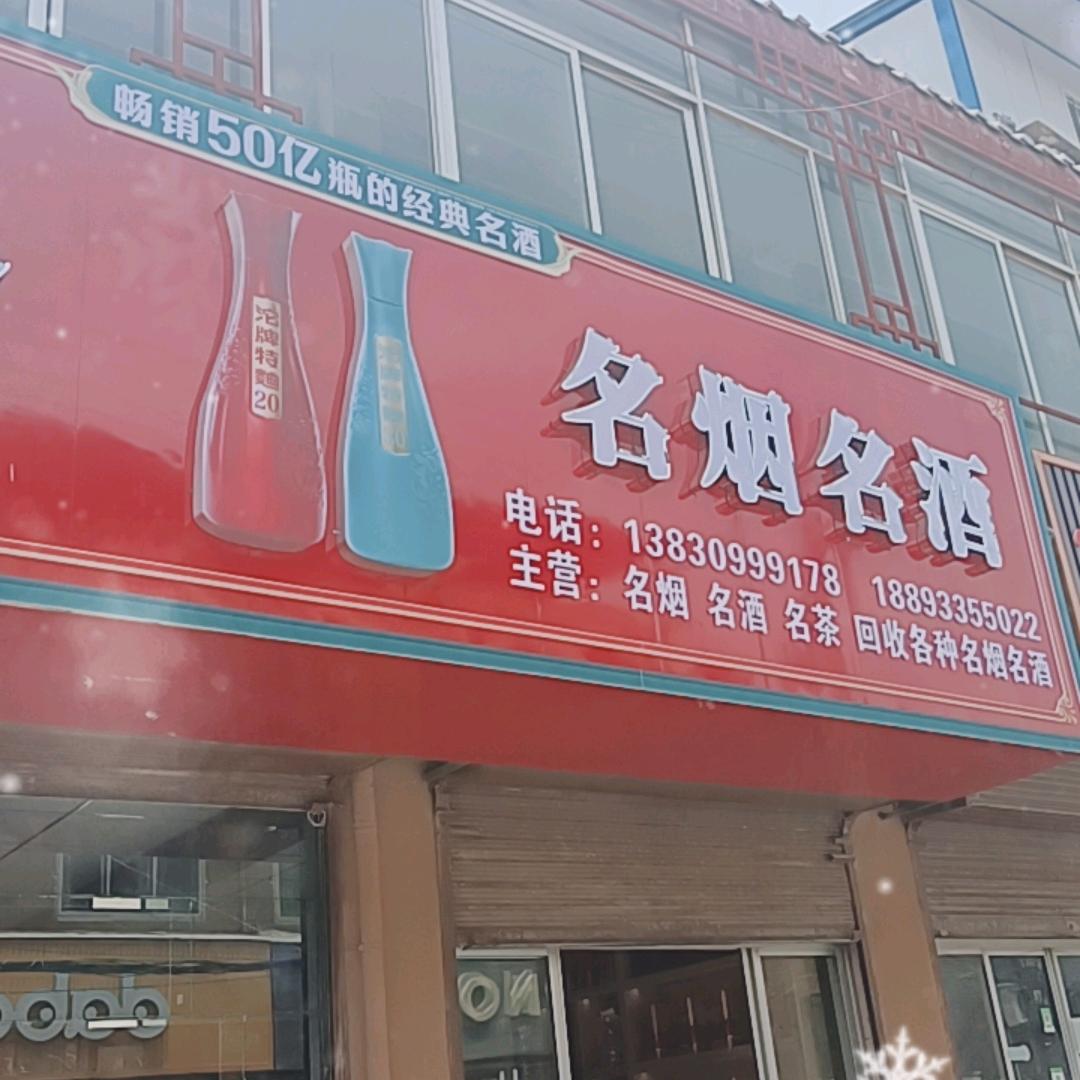 畅销50亿瓶的经典名酒
沱牌特曲20
名烟名酒
电话：13830999178 18893355022
主营：名烟 名酒 名茶 回收各种名烟名酒